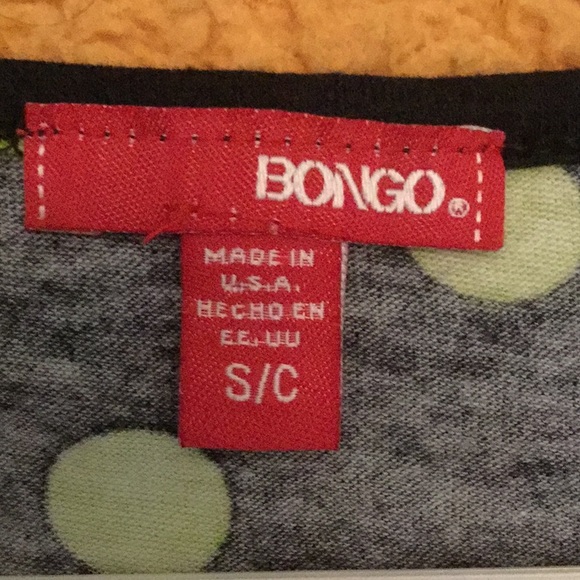 BONGO®
MADE IN
U.S.A.
HECHO EN
EE.UU
S/C